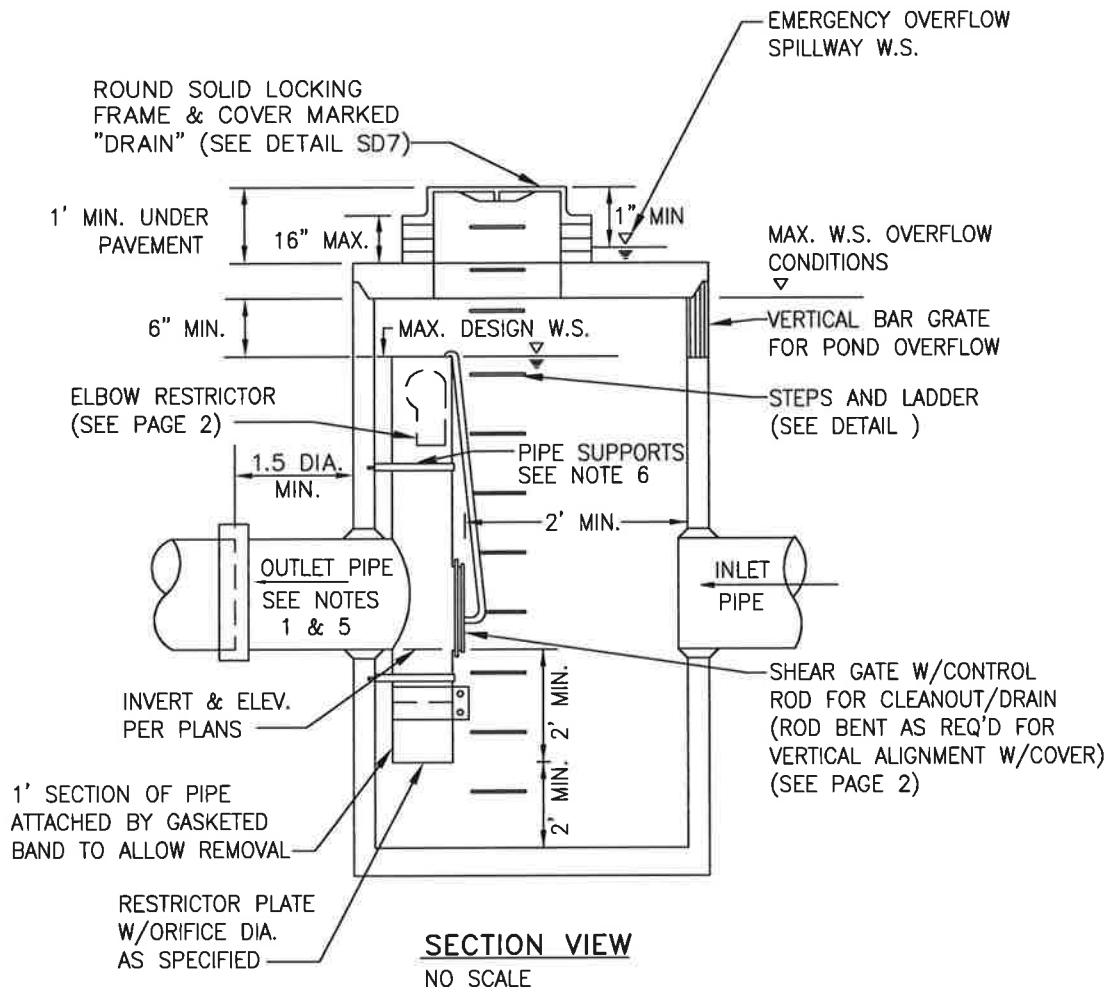 EMERGENCY OVERFLOW
SPILLWAY W.S.
ROUND SOLID LOCKING
FRAME & COVER MARKED
"DRAIN" (SEE DETAIL SD7)
1' MIN. UNDER
PAVEMENT
16" MAX.
1" MIN
MAX. W.S. OVERFLOW
CONDITIONS
6" MIN.
MAX. DESIGN W.S.
VERTICAL BAR GRATE
FOR POND OVERFLOW
ELBOW RESTRICTOR
(SEE PAGE 2)
STEPS AND LADDER
(SEE DETAIL )
PIPE SUPPORTS
SEE NOTE 6
1.5 DIA.
MIN.
2' MIN.
OUTLET PIPE
SEE NOTES
1 & 5
INLET
PIPE
INVERT & ELEV.
PER PLANS
2' MIN.
SHEAR GATE W/CONTROL
ROD FOR CLEANOUT/DRAIN
(ROD BENT AS REQ'D FOR
VERTICAL ALIGNMENT W/COVER)
(SEE PAGE 2)
2' MIN.
1' SECTION OF PIPE
ATTACHED BY GASKETED
BAND TO ALLOW REMOVAL
RESTRICTOR PLATE
W/ORIFICE DIA.
AS SPECIFIED
SECTION VIEW
NO SCALE